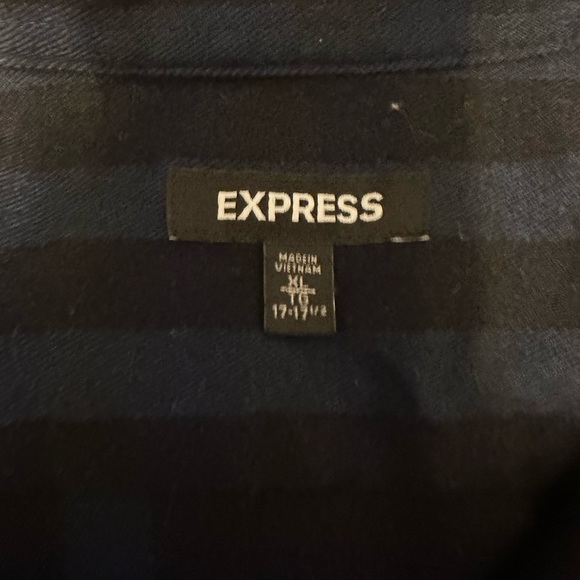 EXPRESS
MADE IN
VIETNAM
XL
TG
17-17 1/2